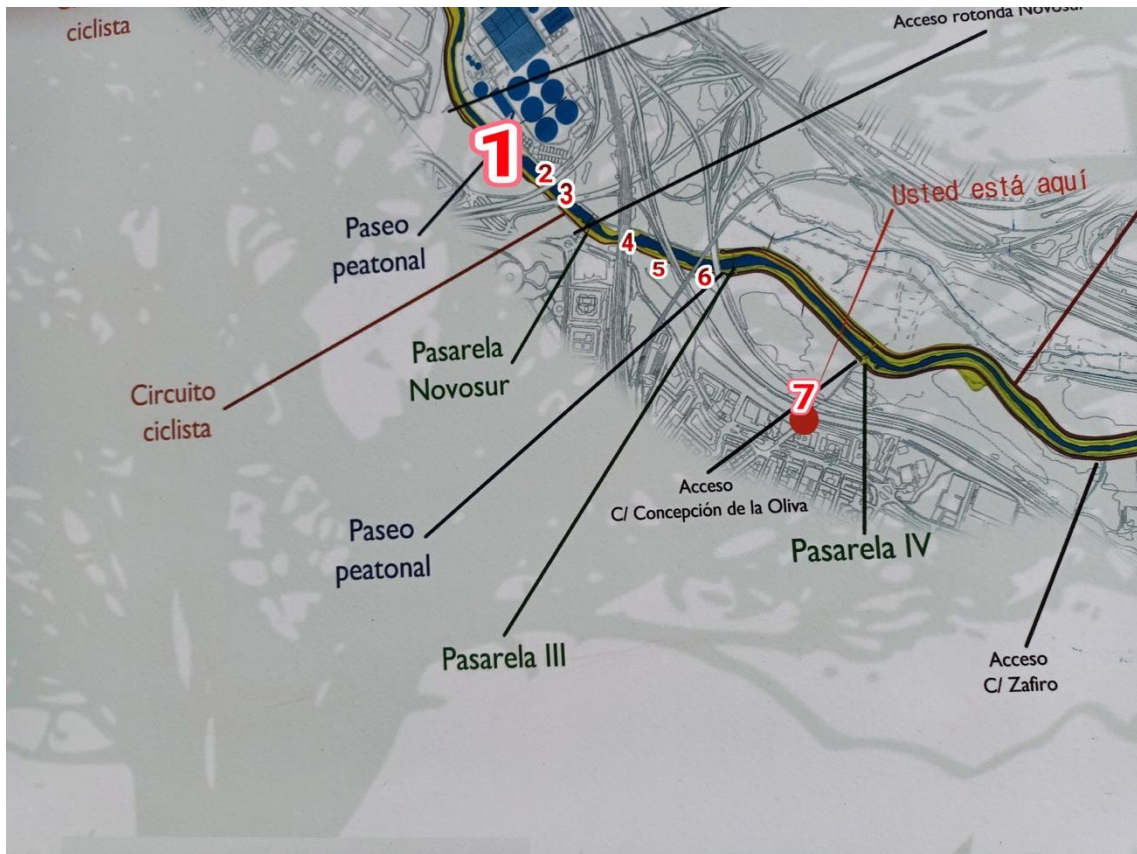 ciclista
Acceso rotonda Novosur
1
2
3
Usted está aquí
Paseo
peatonal
4
5
6
Pasarela
Novosur
Circuito
ciclista
7
Acceso
C/ Concepción de la Oliva
Paseo
peatonal
Pasarela IV
Pasarela III
Acceso
C/ Zafiro